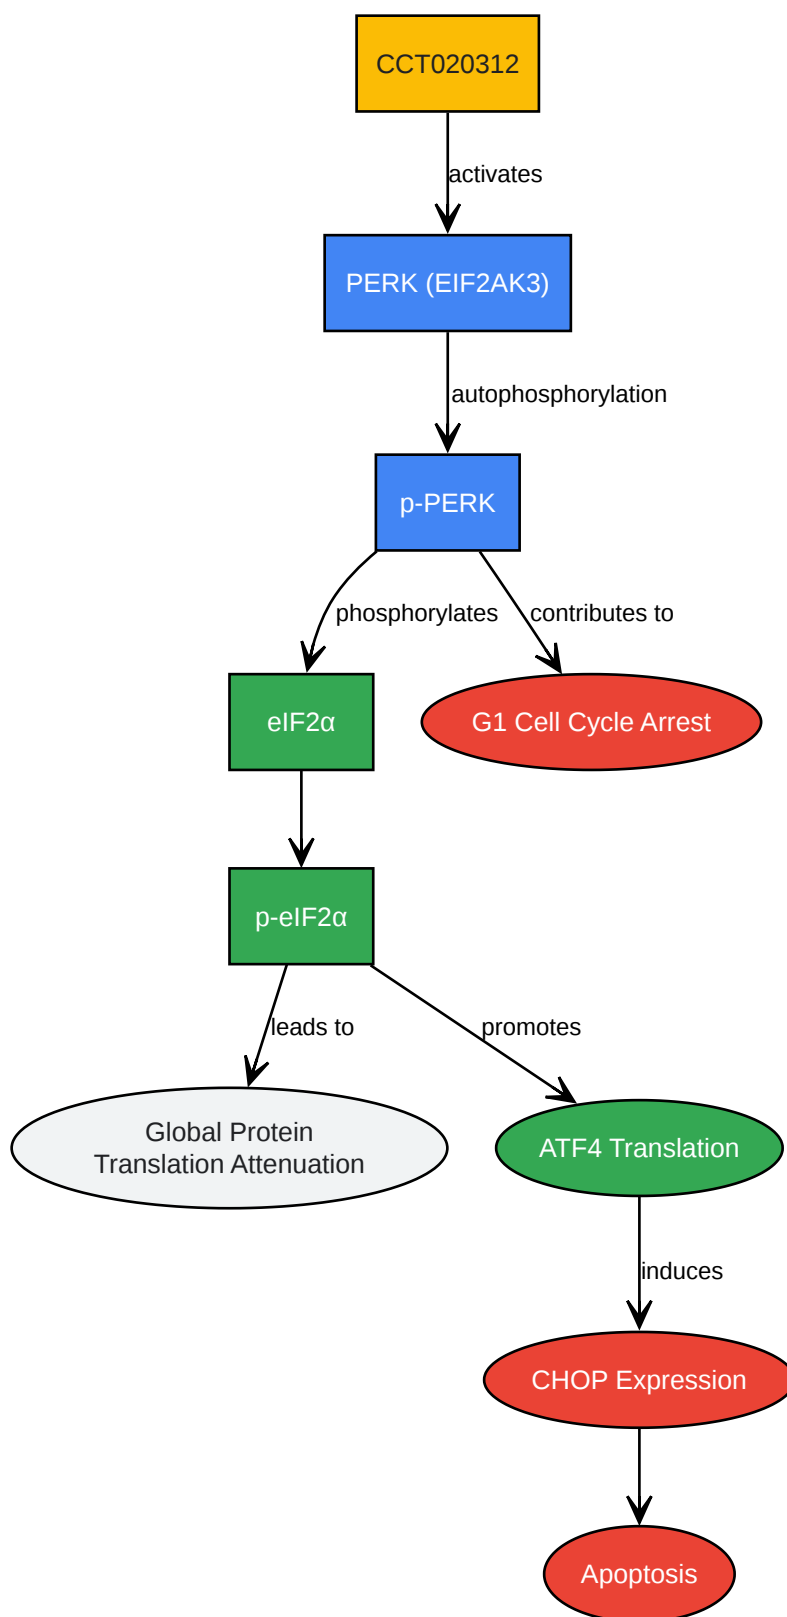 CCT020312
activates
PERK (EIF2AK3)
autophosphorylation
p-PERK
phosphorylates
contributes to
eIF2α
G1 Cell Cycle Arrest
p-eIF2α
leads to
promotes
Global Protein
Translation Attenuation
ATF4 Translation
induces
CHOP Expression
Apoptosis